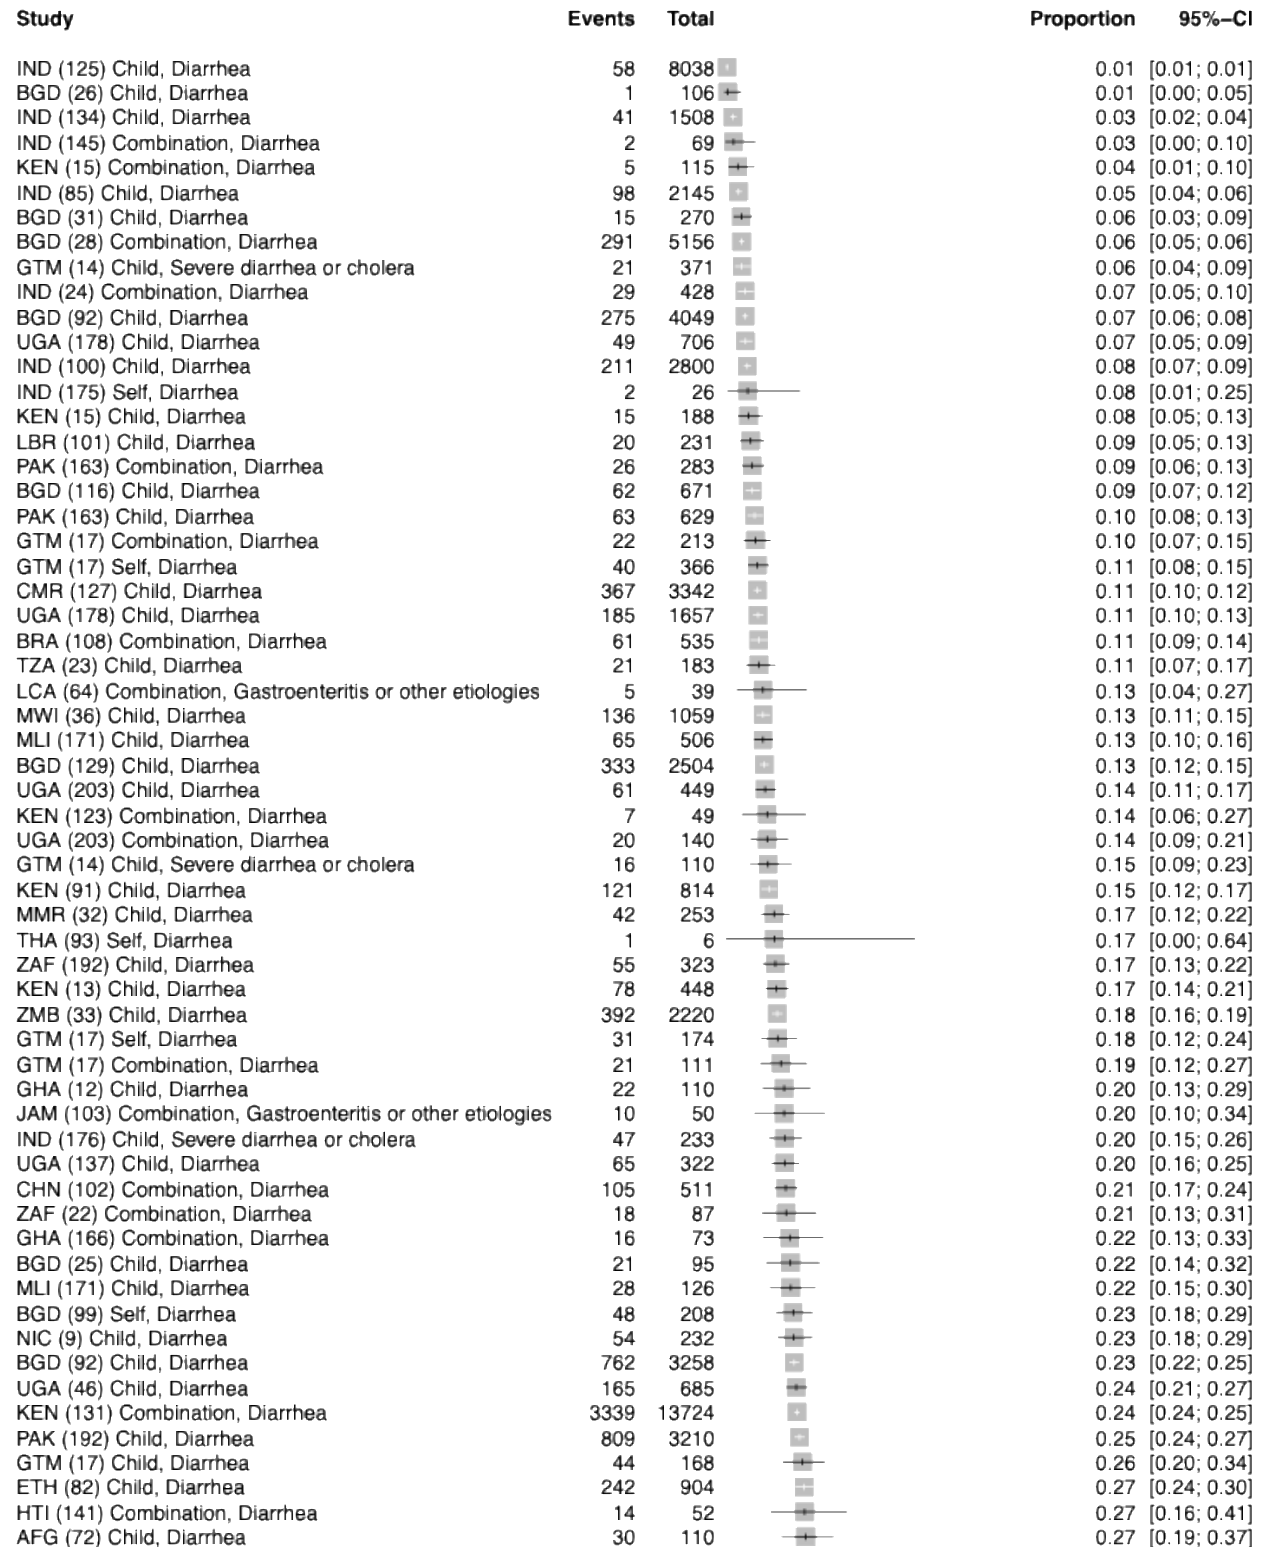 Study Events Total Proportion 95%–CI
IND (125) Child, Diarrhea 58 8038 0.01 [0.01; 0.01]
BGD (26) Child, Diarrhea 1 106 0.01 [0.00; 0.05]
IND (134) Child, Diarrhea 41 1508 0.03 [0.02; 0.04]
IND (145) Combination, Diarrhea 2 69 0.03 [0.00; 0.10]
KEN (15) Combination, Diarrhea 5 115 0.04 [0.01; 0.10]
IND (85) Child, Diarrhea 98 2145 0.05 [0.04; 0.06]
BGD (31) Child, Diarrhea 15 270 0.06 [0.03; 0.09]
BGD (28) Combination, Diarrhea 291 5156 0.06 [0.05; 0.06]
GTM (14) Child, Severe diarrhea or cholera 21 371 0.06 [0.04; 0.09]
IND (24) Combination, Diarrhea 29 428 0.07 [0.05; 0.10]
BGD (92) Child, Diarrhea 275 4049 0.07 [0.06; 0.08]
UGA (178) Child, Diarrhea 49 706 0.07 [0.05; 0.09]
IND (100) Child, Diarrhea 211 2800 0.08 [0.07; 0.09]
IND (175) Self, Diarrhea 2 26 0.08 [0.01; 0.25]
KEN (15) Child, Diarrhea 15 188 0.08 [0.05; 0.13]
LBR (101) Child, Diarrhea 20 231 0.09 [0.05; 0.13]
PAK (163) Combination, Diarrhea 26 283 0.09 [0.06; 0.13]
BGD (116) Child, Diarrhea 62 671 0.09 [0.07; 0.12]
PAK (163) Child, Diarrhea 63 629 0.10 [0.08; 0.13]
GTM (17) Combination, Diarrhea 22 213 0.10 [0.07; 0.15]
GTM (17) Self, Diarrhea 40 366 0.11 [0.08; 0.15]
CMR (127) Child, Diarrhea 367 3342 0.11 [0.10; 0.12]
UGA (178) Child, Diarrhea 185 1657 0.11 [0.10; 0.13]
BRA (108) Combination, Diarrhea 61 535 0.11 [0.09; 0.14]
TZA (23) Child, Diarrhea 21 183 0.11 [0.07; 0.17]
LCA (64) Combination, Gastroenteritis or other etiologies 5 39 0.13 [0.04; 0.27]
MWI (36) Child, Diarrhea 136 1059 0.13 [0.11; 0.15]
MLI (171) Child, Diarrhea 65 506 0.13 [0.10; 0.16]
BGD (129) Child, Diarrhea 333 2504 0.13 [0.12; 0.15]
UGA (203) Child, Diarrhea 61 449 0.14 [0.11; 0.17]
KEN (123) Combination, Diarrhea 7 49 0.14 [0.06; 0.27]
UGA (203) Combination, Diarrhea 20 140 0.14 [0.09; 0.21]
GTM (14) Child, Severe diarrhea or cholera 16 110 0.15 [0.09; 0.23]
KEN (91) Child, Diarrhea 121 814 0.15 [0.12; 0.17]
MMR (32) Child, Diarrhea 42 253 0.17 [0.12; 0.22]
THA (93) Self, Diarrhea 1 6 0.17 [0.00; 0.64]
ZAF (192) Child, Diarrhea 55 323 0.17 [0.13; 0.22]
KEN (13) Child, Diarrhea 78 448 0.17 [0.14; 0.21]
ZMB (33) Child, Diarrhea 392 2220 0.18 [0.16; 0.19]
GTM (17) Self, Diarrhea 31 174 0.18 [0.12; 0.24]
GTM (17) Combination, Diarrhea 21 111 0.19 [0.12; 0.27]
GHA (12) Child, Diarrhea 22 110 0.20 [0.13; 0.29]
JAM (103) Combination, Gastroenteritis or other etiologies 10 50 0.20 [0.10; 0.34]
IND (176) Child, Severe diarrhea or cholera 47 233 0.20 [0.15; 0.26]
UGA (137) Child, Diarrhea 65 322 0.20 [0.16; 0.25]
CHN (102) Combination, Diarrhea 105 511 0.21 [0.17; 0.24]
ZAF (22) Combination, Diarrhea 18 87 0.21 [0.13; 0.31]
GHA (166) Combination, Diarrhea 16 73 0.22 [0.13; 0.33]
BGD (25) Child, Diarrhea 21 95 0.22 [0.14; 0.32]
MLI (171) Child, Diarrhea 28 126 0.22 [0.15; 0.30]
BGD (99) Self, Diarrhea 48 208 0.23 [0.18; 0.29]
NIC (9) Child, Diarrhea 54 232 0.23 [0.18; 0.29]
BGD (92) Child, Diarrhea 762 3258 0.23 [0.22; 0.25]
UGA (46) Child, Diarrhea 165 685 0.24 [0.21; 0.27]
KEN (131) Combination, Diarrhea 3339 13724 0.24 [0.24; 0.25]
PAK (192) Child, Diarrhea 809 3210 0.25 [0.24; 0.27]
GTM (17) Child, Diarrhea 44 168 0.26 [0.20; 0.34]
ETH (82) Child, Diarrhea 242 904 0.27 [0.24; 0.30]
HTI (141) Combination, Diarrhea 14 52 0.27 [0.16; 0.41]
AFG (72) Child, Diarrhea 30 110 0.27 [0.19; 0.37]